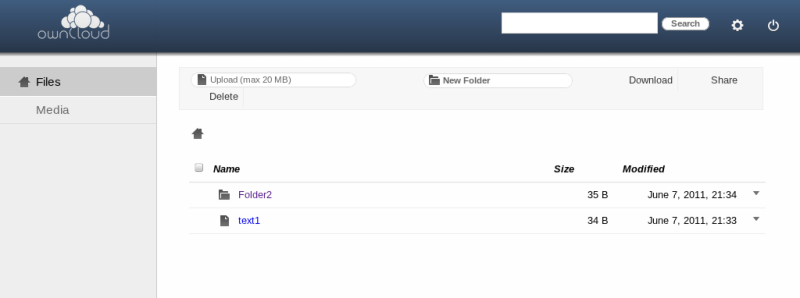 ownCloud
Search
Files
Media
Upload (max 20 MB)
New Folder
Download
Share
Delete
Name Size Modified
Folder2 35 B June 7, 2011, 21:34
text1 34 B June 7, 2011, 21:33